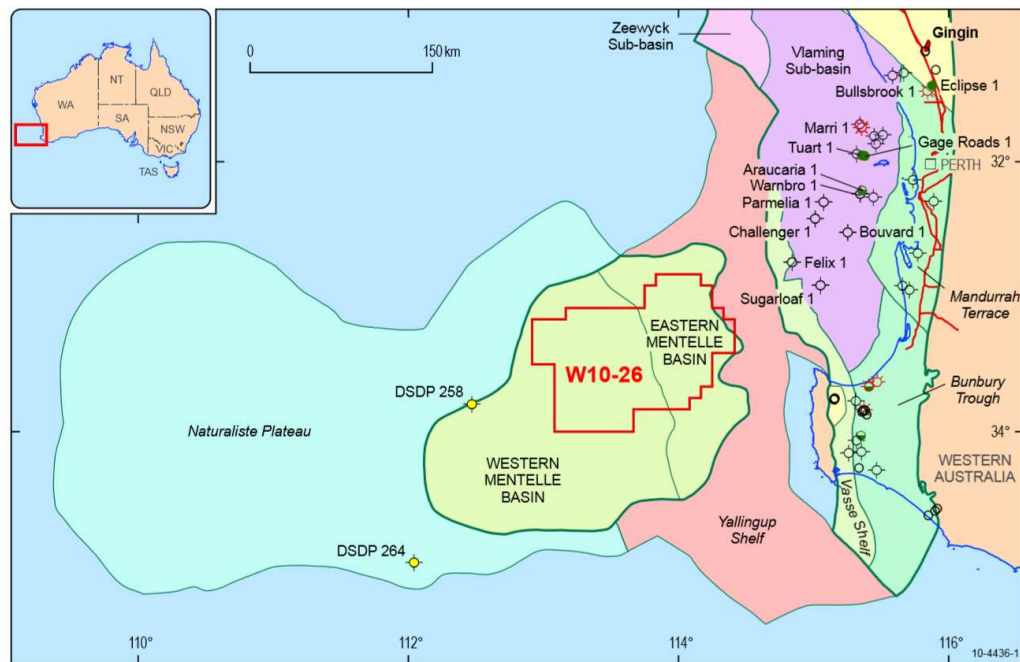 NT
WA
QLD
SA
NSW
VIC
TAS
0
150 km
Zeewyck
Sub-basin
Vlaming
Sub-basin
Gingin
Eclipse 1
Bullsbrook 1
Marri 1
Tuart 1
Gage Roads 1
32°
PERTH
Araucaria 1
Warnbro 1
Parmelia 1
Challenger 1
Bouvard 1
Felix 1
Sugarloaf 1
Mandurrah
Terrace
EASTERN
MENTELLE
BASIN
W10-26
DSDP 258
Bunbury
Trough
Naturaliste Plateau
34°
WESTERN
MENTELLE
BASIN
WESTERN
AUSTRALIA
Vasse Shelf
Yallingup
Shelf
DSDP 264
110°
112°
114°
116°
10-4436-1